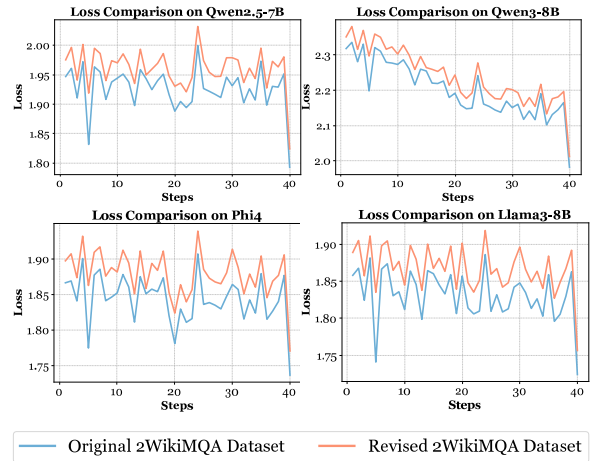 Loss Comparison on Qwen2.5-7B
Loss
2.00
1.95
1.90
1.85
1.80
0 10 20 30 40
Steps
Loss Comparison on Qwen3-8B
Loss
2.3
2.2
2.1
2.0
0 10 20 30 40
Steps
Loss Comparison on Phi4
Loss
1.90
1.85
1.80
1.75
0 10 20 30 40
Steps
Loss Comparison on Llama3-8B
Loss
1.90
1.85
1.80
1.75
0 10 20 30 40
Steps
Original 2WikiMQA Dataset
Revised 2WikiMQA Dataset